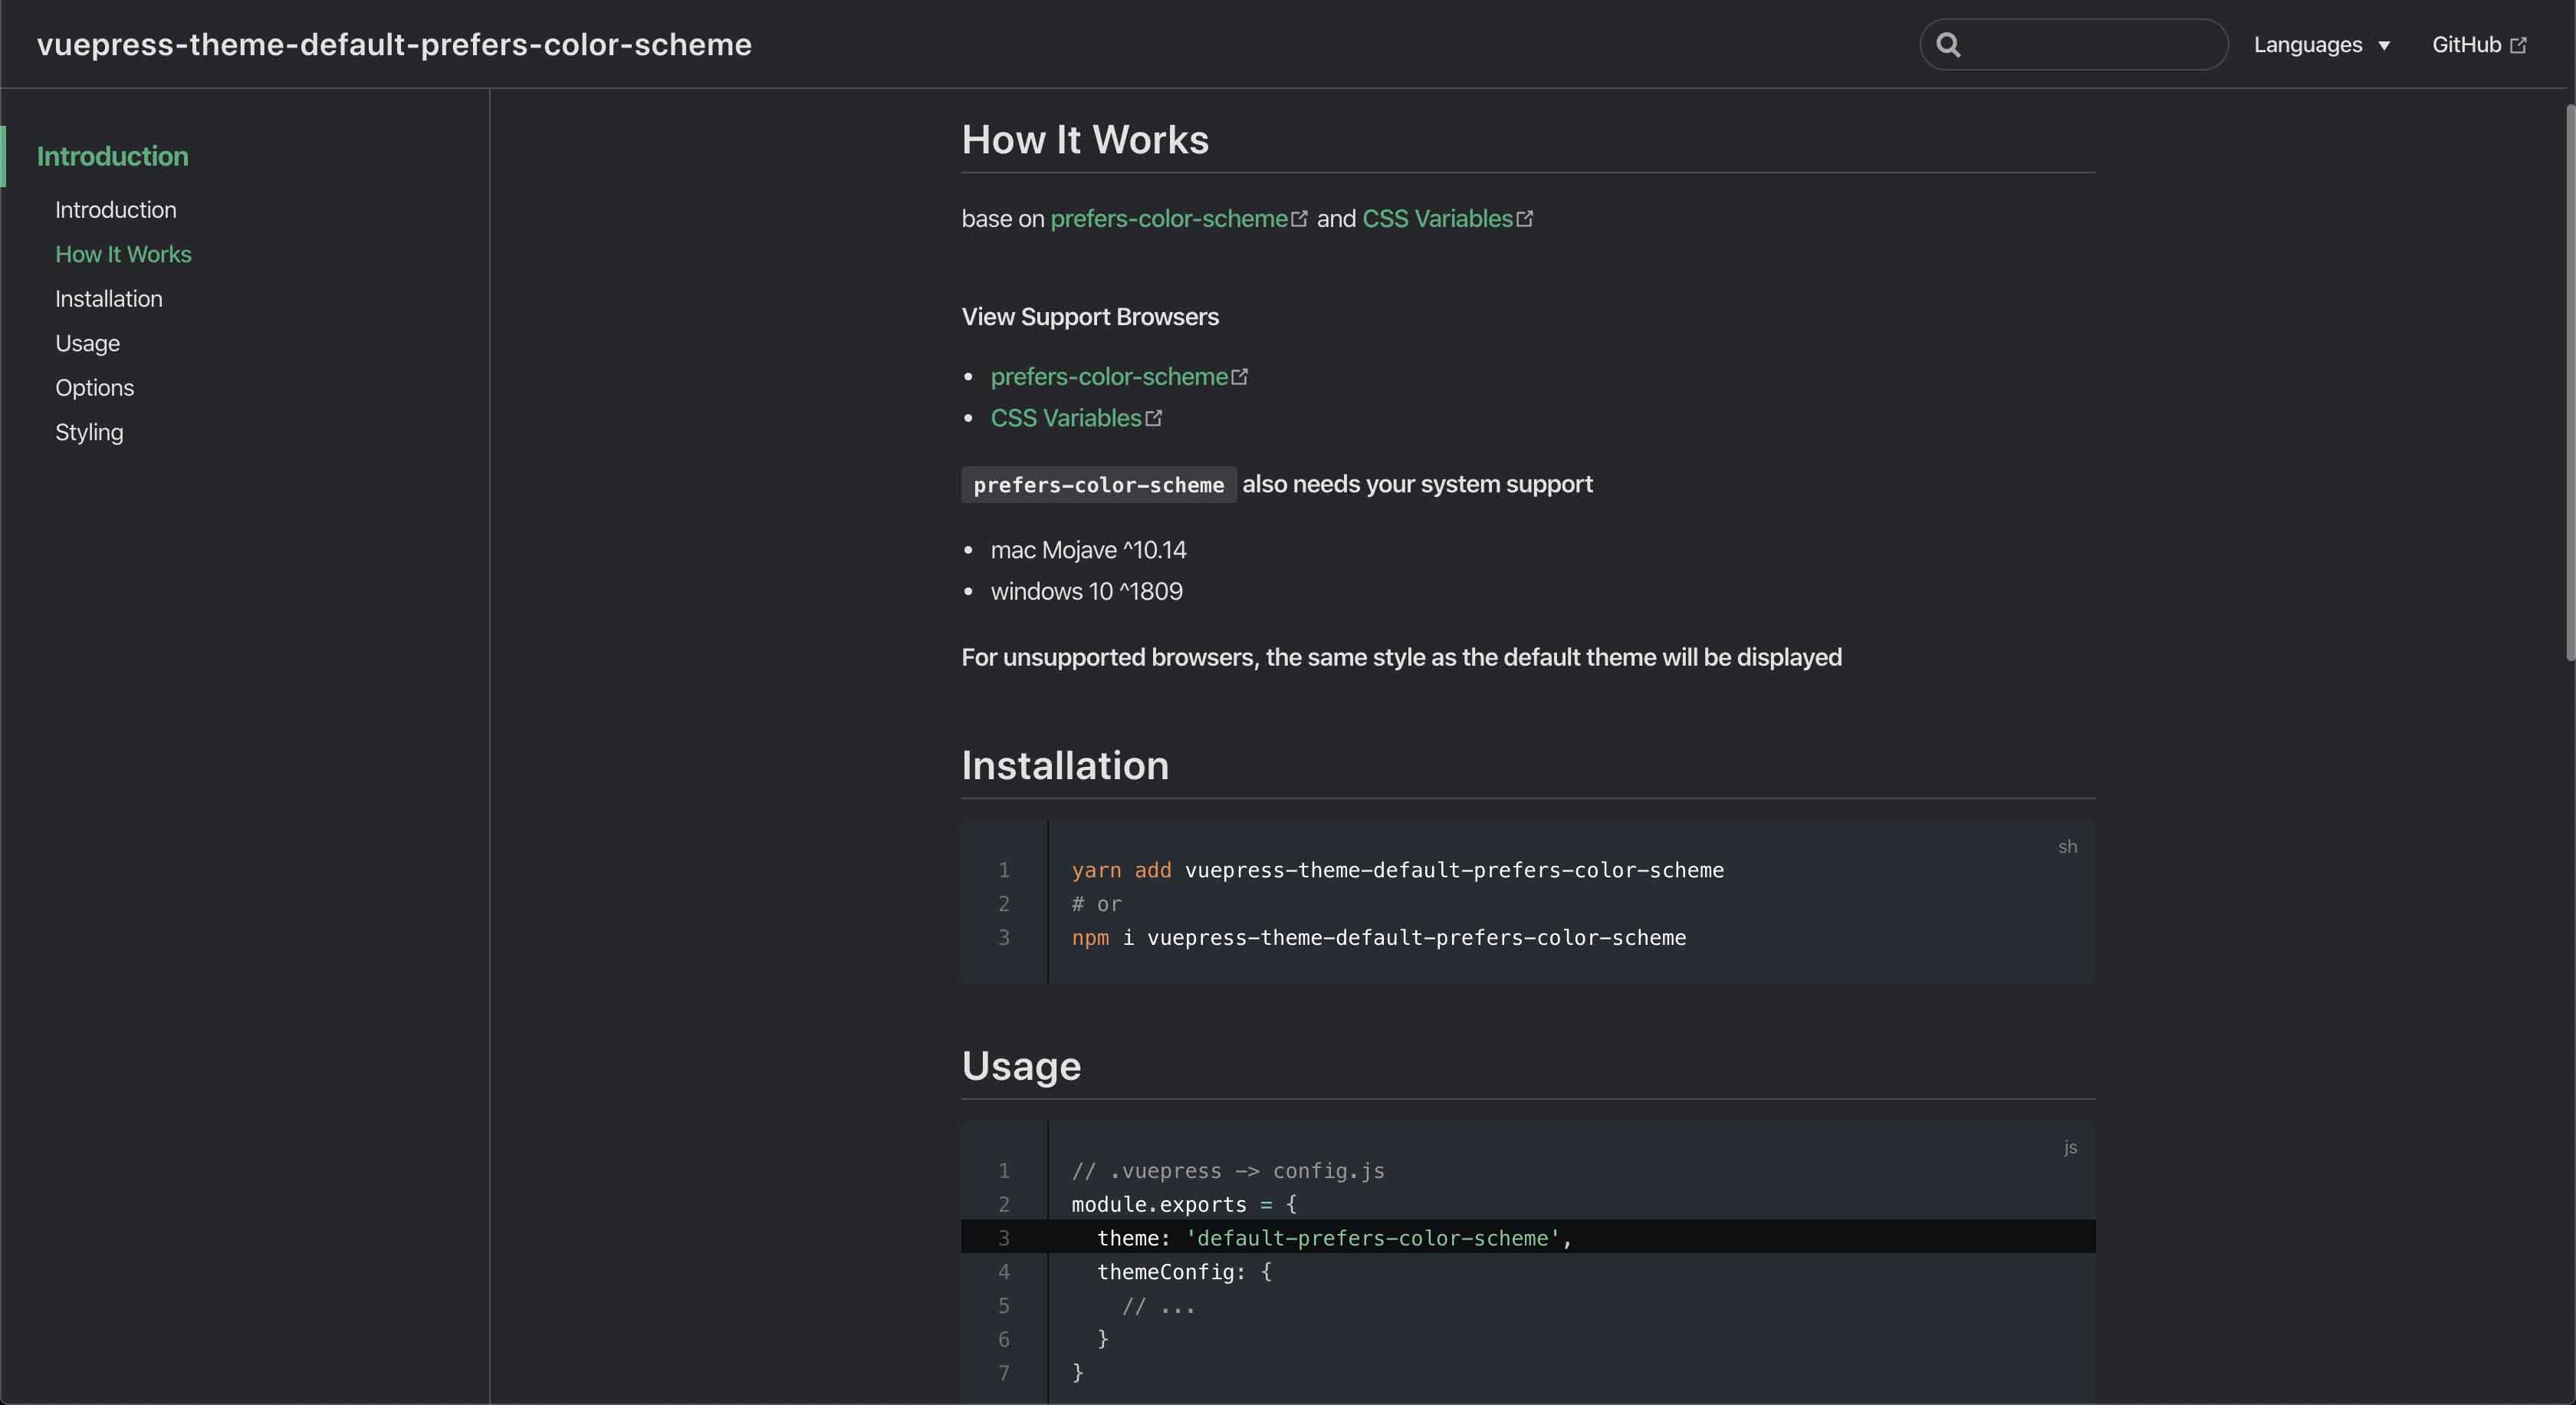 vuepress-theme-default-prefers-color-scheme
Languages
GitHub
Introduction
Introduction
How It Works
Installation
Usage
Options
Styling
How It Works
base on prefers-color-scheme and CSS Variables
View Support Browsers
• prefers-color-scheme
• CSS Variables
prefers-color-scheme also needs your system support
• mac Mojave ^10.14
• windows 10 ^1809
For unsupported browsers, the same style as the default theme will be displayed
Installation
sh
1 yarn add vuepress-theme-default-prefers-color-scheme
2 # or
3 npm i vuepress-theme-default-prefers-color-scheme
Usage
js
1 // .vuepress -> config.js
2 module.exports = {
3   theme: 'default-prefers-color-scheme',
4   themeConfig: {
5     // ...
6   }
7 }